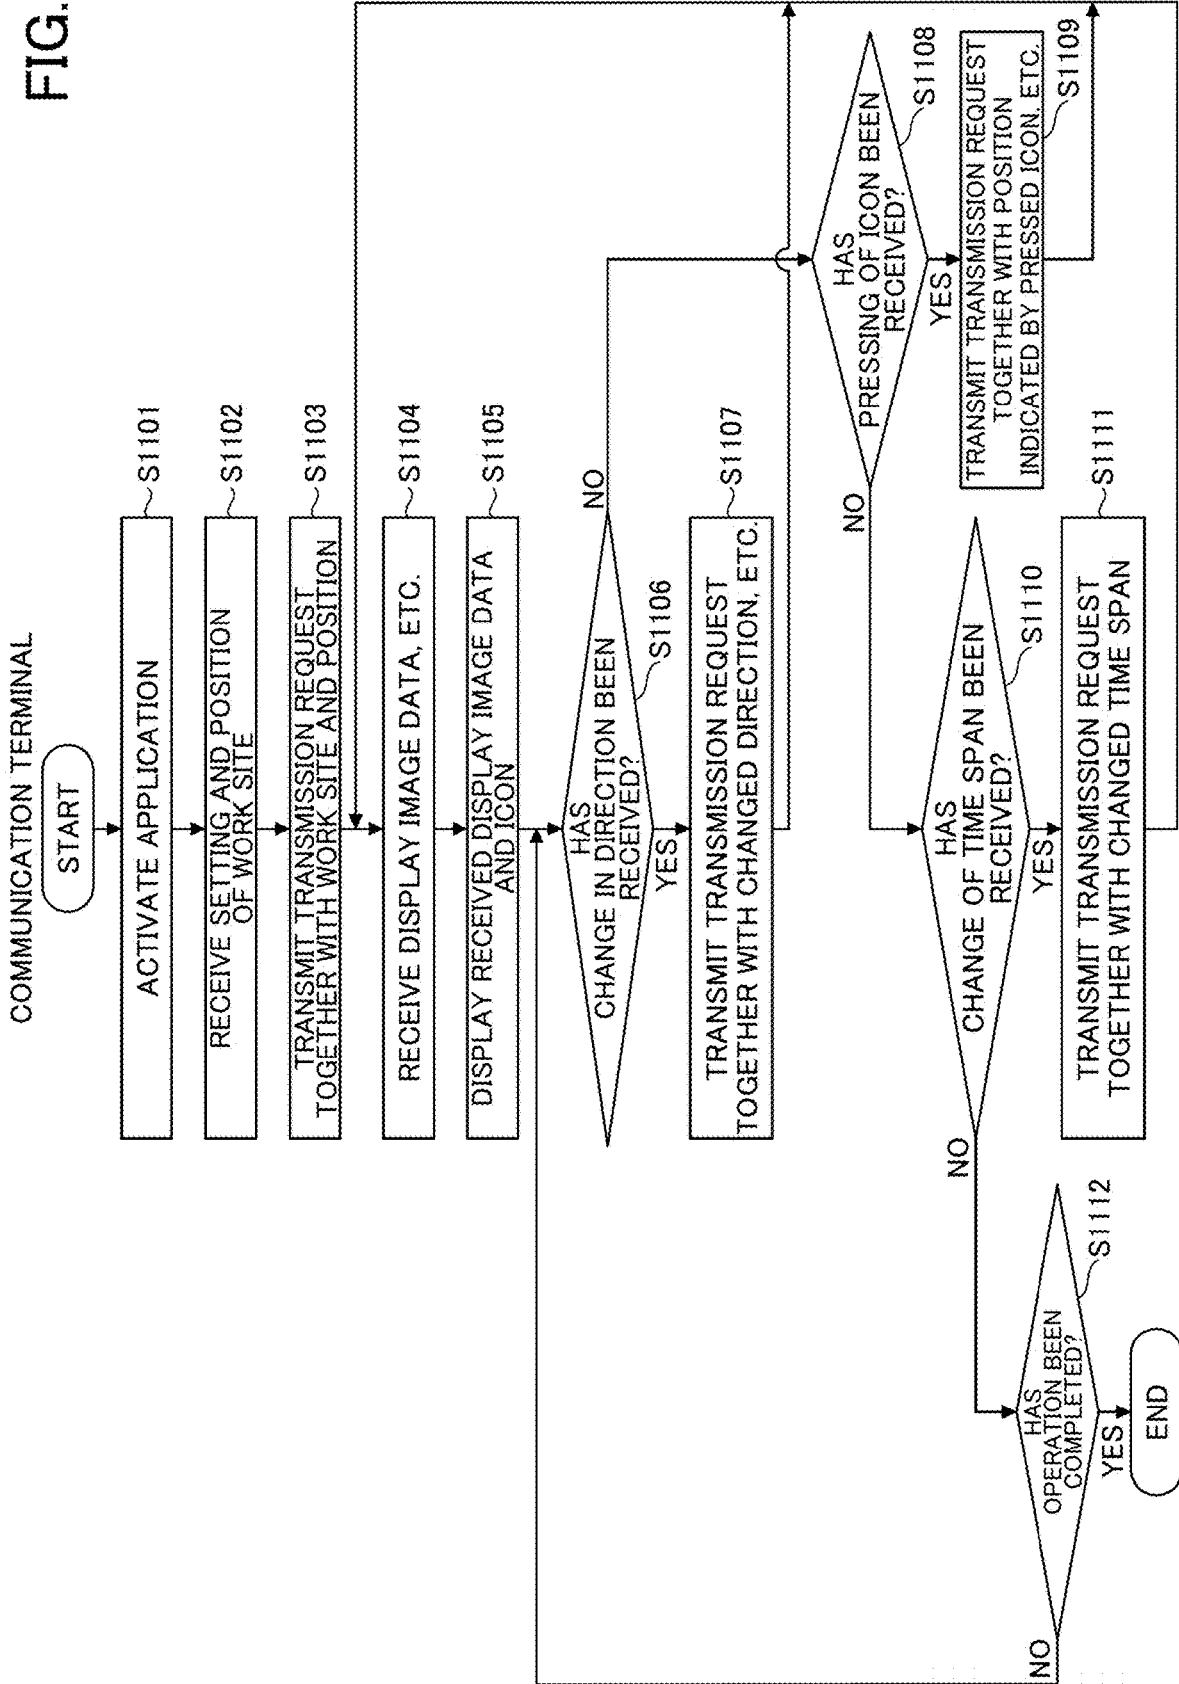 FIG.
COMMUNICATION TERMINAL
START
ACTIVATE APPLICATION
S1101
RECEIVE SETTING AND POSITION
OF WORK SITE
S1102
TRANSMIT TRANSMISSION REQUEST
TOGETHER WITH WORK SITE AND POSITION
S1103
RECEIVE DISPLAY IMAGE DATA, ETC.
S1104
DISPLAY RECEIVED DISPLAY IMAGE DATA
AND ICON
S1105
HAS
CHANGE IN DIRECTION BEEN
RECEIVED?
S1106
NO
YES
TRANSMIT TRANSMISSION REQUEST
TOGETHER WITH CHANGED DIRECTION, ETC.
S1107
HAS
PRESSING OF ICON BEEN
RECEIVED?
S1108
NO
YES
TRANSMIT TRANSMISSION REQUEST
TOGETHER WITH POSITION
INDICATED BY PRESSED ICON, ETC.
S1109
HAS
CHANGE OF TIME SPAN BEEN
RECEIVED?
S1110
NO
YES
TRANSMIT TRANSMISSION REQUEST
TOGETHER WITH CHANGED TIME SPAN
S1111
HAS
OPERATION BEEN
COMPLETED?
S1112
NO
YES
END